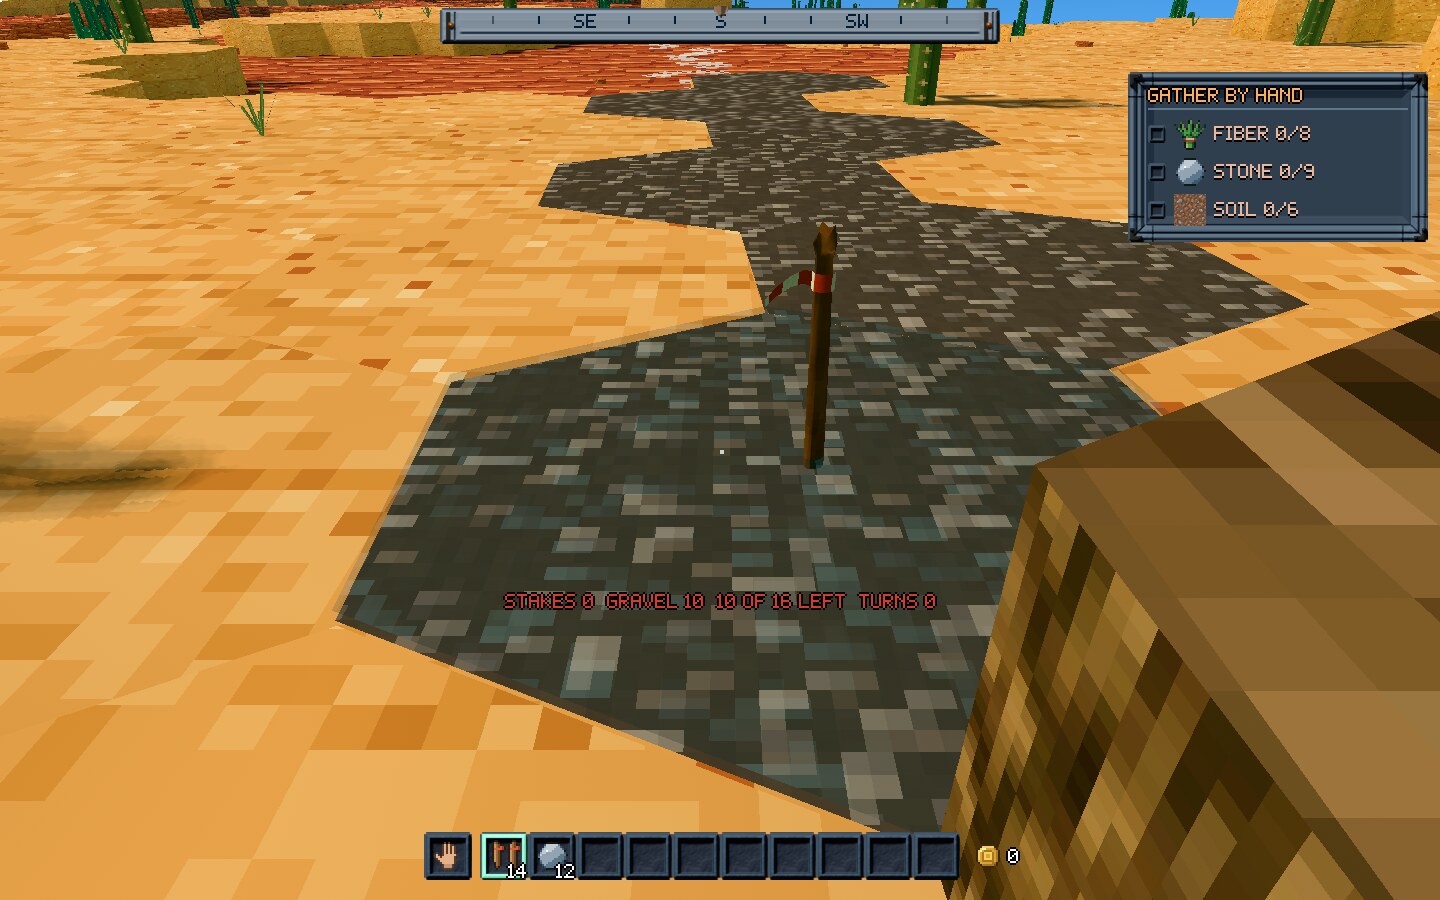 SE S SW
GATHER BY HAND
FIBER 0/8
STONE 0/9
SOIL 0/6
STAKES 0 GRAVEL 10 10 OF 16 LEFT TURNS 0
14 12 0